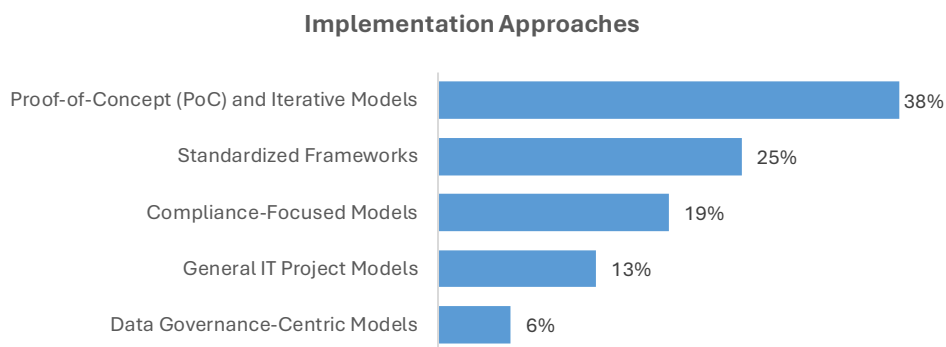 Implementation Approaches
Proof-of-Concept (PoC) and Iterative Models 38%
Standardized Frameworks 25%
Compliance-Focused Models 19%
General IT Project Models 13%
Data Governance-Centric Models 6%